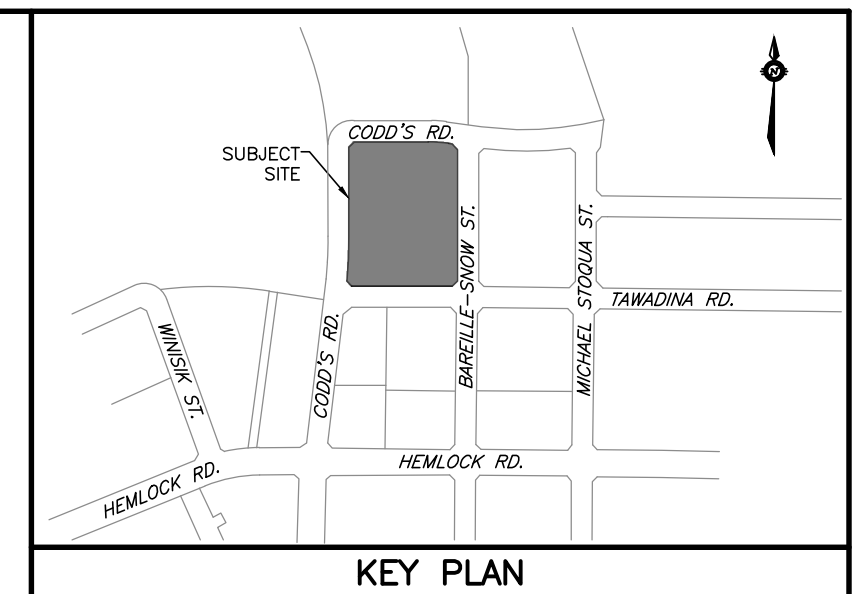 N
CODD'S RD.
SUBJECT
SITE
BAREILLE-SNOW ST.
MICHAEL STOQUA ST.
TAWADINA RD.
WINISIK ST.
CODD'S RD.
HEMLOCK RD.
HEMLOCK RD.
KEY PLAN